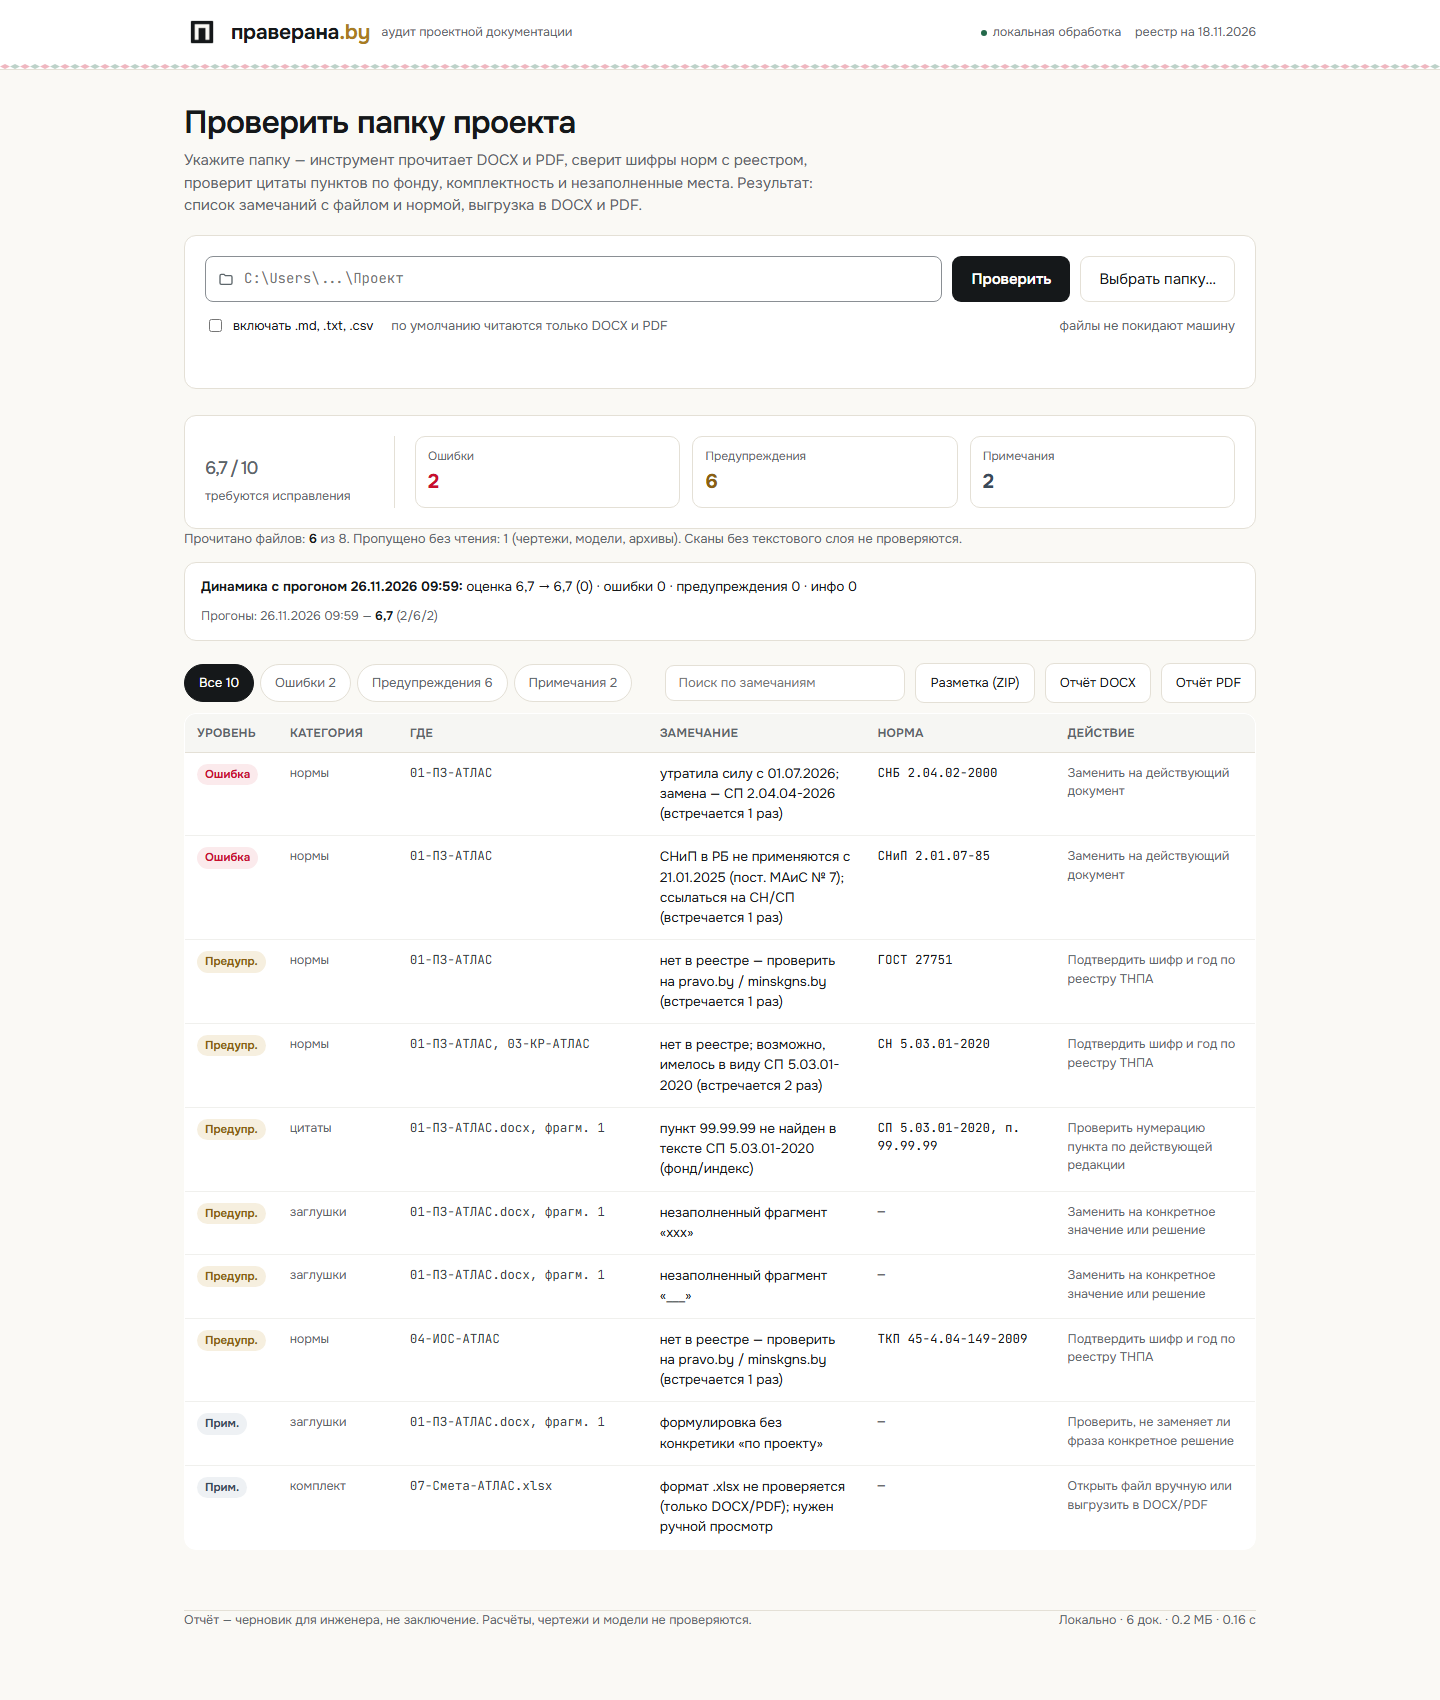 праверана.by аудит проектной документации
локальная обработка реестр на 18.11.2026
Проверить папку проекта
Укажите папку — инструмент прочитает DOCX и PDF, сверит шифры норм с реестром,
проверит цитаты пунктов по фонду, комплектность и незаполненные места. Результат:
список замечаний с файлом и нормой, выгрузка в DOCX и PDF.
C:\Users\...\Проект
Проверить
Выбрать папку...
включать .md, .txt, .csv по умолчанию читаются только DOCX и PDF
файлы не покидают машину
6,7 / 10
требуются исправления
Ошибки
2
Предупреждения
6
Примечания
2
Прочитано файлов: 6 из 8. Пропущено без чтения: 1 (чертежи, модели, архивы). Сканы без текстового слоя не проверяются.
Динамика с прогоном 26.11.2026 09:59: оценка 6,7 → 6,7 (0) · ошибки 0 · предупреждения 0 · инфо 0
Прогоны: 26.11.2026 09:59 — 6,7 (2/6/2)
Все 10
Ошибки 2
Предупреждения 6
Примечания 2
Поиск по замечаниям
Разметка (ZIP)
Отчёт DOCX
Отчёт PDF
УРОВЕНЬ КАТЕГОРИЯ ГДЕ ЗАМЕЧАНИЕ НОРМА ДЕЙСТВИЕ
Ошибка
нормы
01-ПЗ-АТЛАС
утратила силу с 01.07.2026;
замена — СП 2.04.04-2026
(встречается 1 раз)
СНБ 2.04.02-2000
Заменить на действующий
документ
Ошибка
нормы
01-ПЗ-АТЛАС
СНиП в РБ не применяются с
21.01.2025 (пост. МАиС № 7);
ссылаться на СН/СП
(встречается 1 раз)
СНиП 2.01.07-85
Заменить на действующий
документ
Предупр.
нормы
01-ПЗ-АТЛАС
нет в реестре — проверить
на pravo.by / minskgns.by
(встречается 1 раз)
ГОСТ 27751
Подтвердить шифр и год по
реестру ТНПА
Предупр.
нормы
01-ПЗ-АТЛАС, 03-КР-АТЛАС
нет в реестре; возможно,
имелось в виду СП 5.03.01-
2020 (встречается 2 раз)
СН 5.03.01-2020
Подтвердить шифр и год по
реестру ТНПА
Предупр.
цитаты
01-ПЗ-АТЛАС.docx, фрагм. 1
пункт 99.99.99 не найден в
тексте СП 5.03.01-2020
(фонд/индекс)
СП 5.03.01-2020, п.
99.99.99
Проверить нумерацию
пункта по действующей
редакции
Предупр.
заглушки
01-ПЗ-АТЛАС.docx, фрагм. 1
незаполненный фрагмент
«xxx»
—
Заменить на конкретное
значение или решение
Предупр.
заглушки
01-ПЗ-АТЛАС.docx, фрагм. 1
незаполненный фрагмент
«___»
—
Заменить на конкретное
значение или решение
Предупр.
нормы
04-ИОС-АТЛАС
нет в реестре — проверить
на pravo.by / minskgns.by
(встречается 1 раз)
ТКП 45-4.04-149-2009
Подтвердить шифр и год по
реестру ТНПА
Прим.
заглушки
01-ПЗ-АТЛАС.docx, фрагм. 1
формулировка без
конкретики «по проекту»
—
Проверить, не заменяет ли
фраза конкретное решение
Прим.
комплект
07-Смета-АТЛАС.xlsx
формат .xlsx не проверяется
(только DOCX/PDF); нужен
ручной просмотр
—
Открыть файл вручную или
выгрузить в DOCX/PDF
Отчёт — черновик для инженера, не заключение. Расчёты, чертежи и модели не проверяются.
Локально · 6 док. · 0.2 МБ · 0.16 с